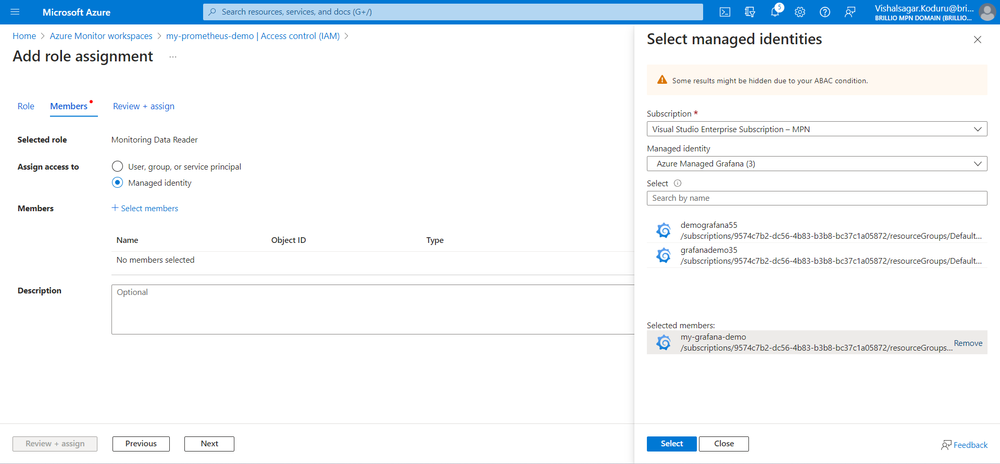 Microsoft Azure
Search resources, services, and docs (G+/)
5
Vishalsagar.Koduru@bri...
BRILLIO MPN DOMAIN (BRILLIO...
Home > Azure Monitor workspaces > my-prometheus-demo | Access control (IAM) >
Add role assignment ...
Role
Members
Review + assign
Selected role
Monitoring Data Reader
Assign access to
User, group, or service principal
Managed identity
Members
+ Select members
Name
Object ID
Type
No members selected
Description
Optional
Review + assign
Previous
Next
Select managed identities
Some results might be hidden due to your ABAC condition.
Subscription *
Visual Studio Enterprise Subscription – MPN
Managed identity
Azure Managed Grafana (3)
Select
Search by name
demografana55
/subscriptions/9574c7b2-dc56-4b83-b3b8-bc37c1a05872/resourceGroups/Default...
grafanademo35
/subscriptions/9574c7b2-dc56-4b83-b3b8-bc37c1a05872/resourceGroups/Default...
Selected members:
my-grafana-demo
/subscriptions/9574c7b2-dc56-4b83-b3b8-bc37c1a05872/resourceGroups...
Remove
Select
Close
Feedback